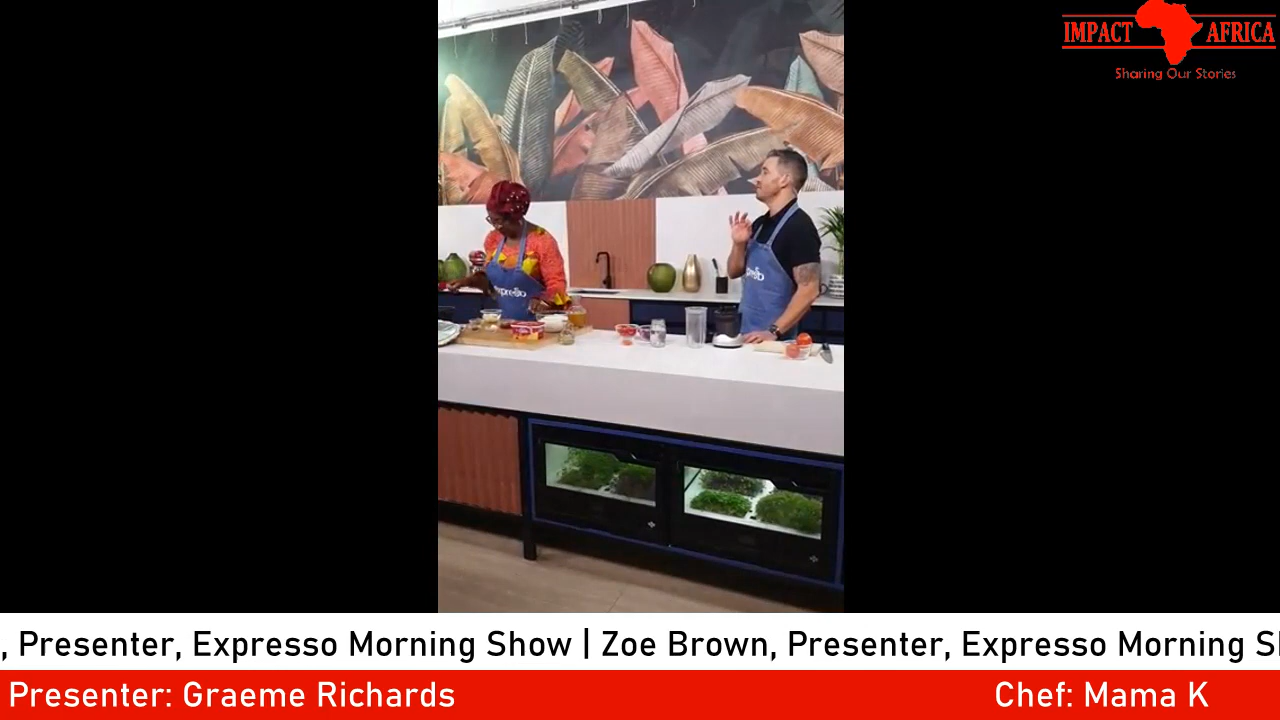 IMPACT AFRICA
Sharing Our Stories
expresso
, Presenter, Expresso Morning Show | Zoe Brown, Presenter, Expresso Morning S
Presenter: Graeme Richards
Chef: Mama K